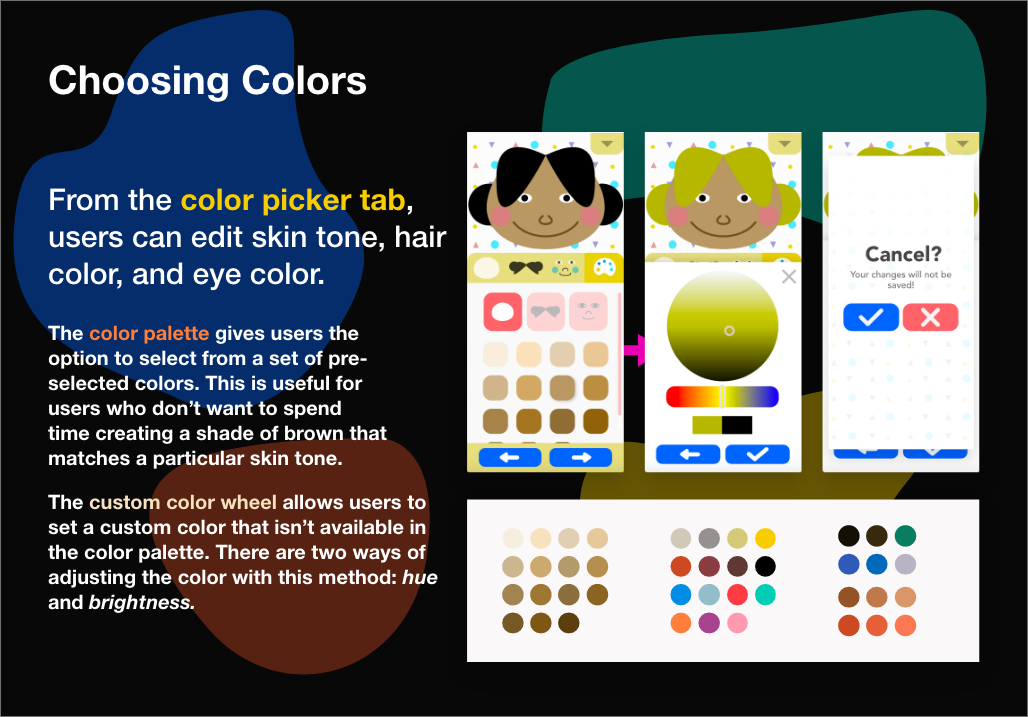 Choosing Colors
From the color picker tab,
users can edit skin tone, hair
color, and eye color.
The color palette gives users the
option to select from a set of pre-
selected colors. This is useful for
users who don’t want to spend
time creating a shade of brown that
matches a particular skin tone.
The custom color wheel allows users to
set a custom color that isn’t available in
the color palette. There are two ways of
adjusting the color with this method: hue
and brightness.
Cancel?
Your changes will not be
saved!